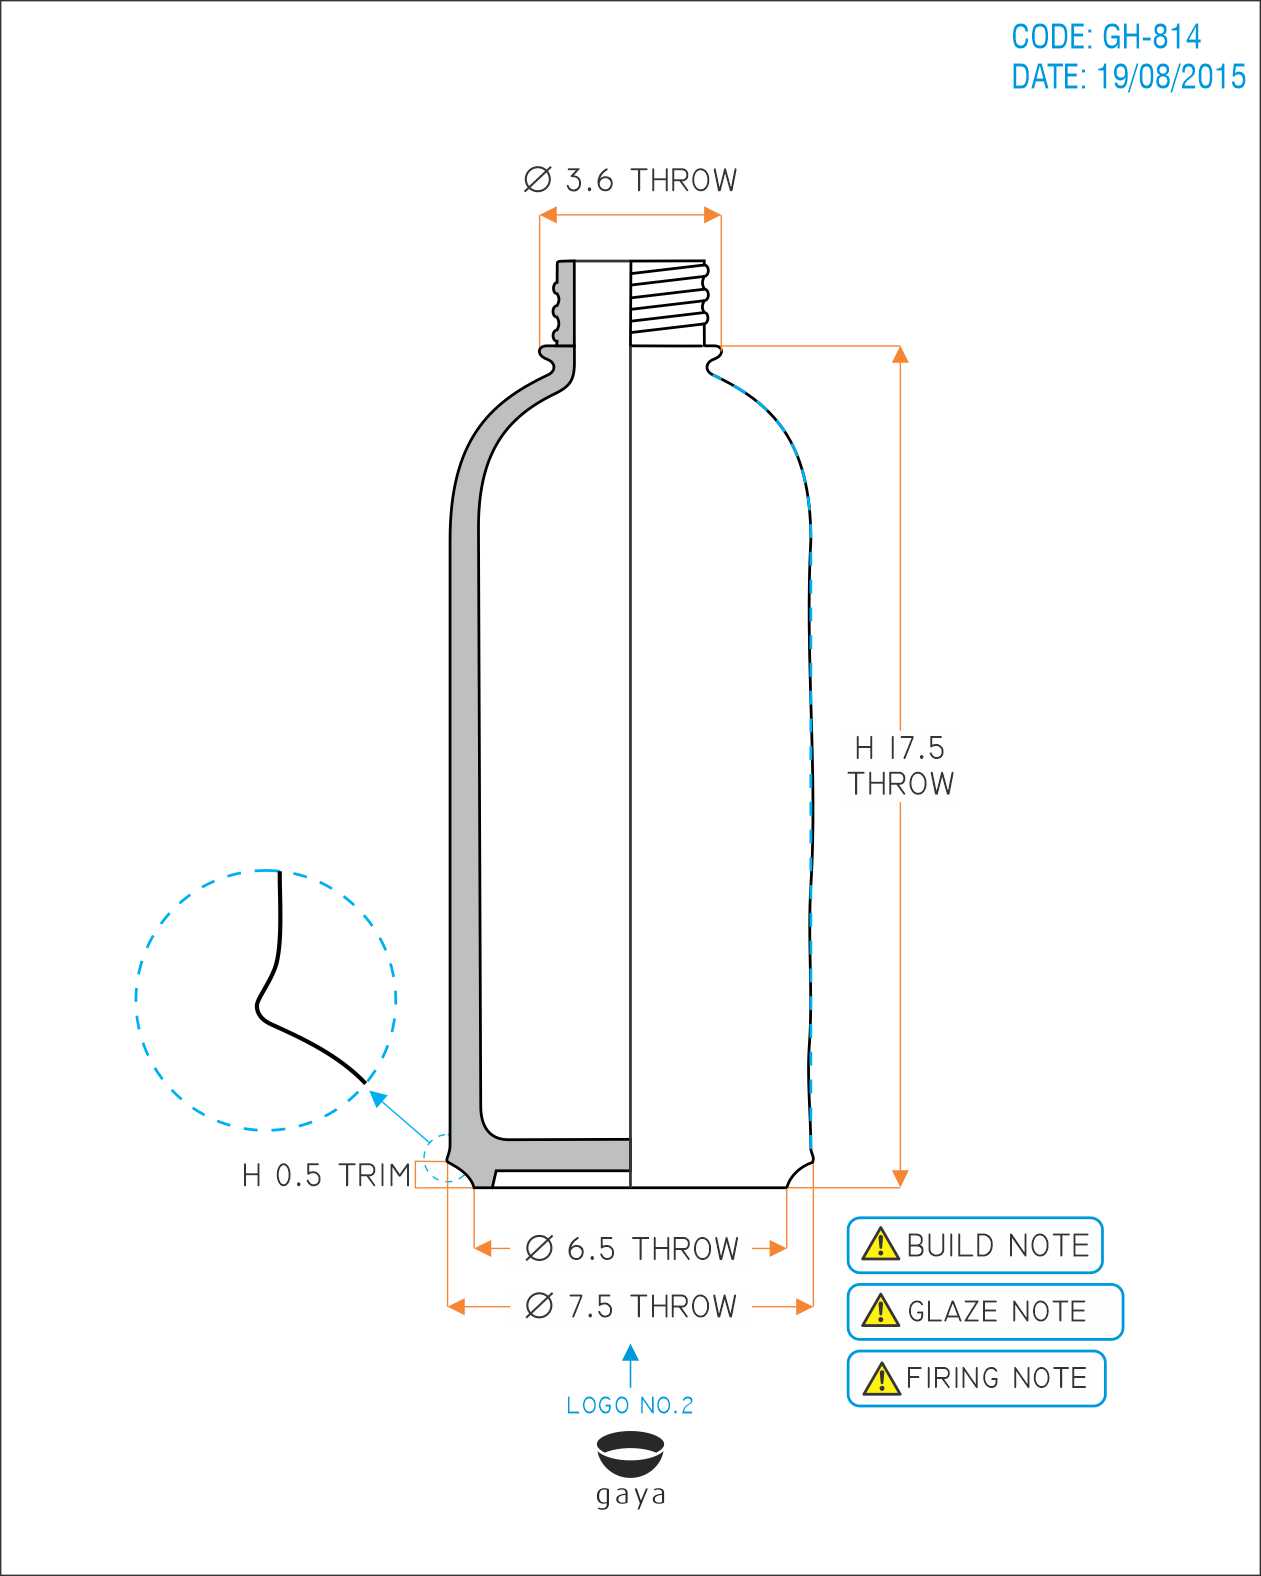 CODE: GH-814
DATE: 19/08/2015
Ø 3.6 THROW
H 17.5
THROW
H 0.5 TRIM
Ø 6.5 THROW
Ø 7.5 THROW
BUILD NOTE
GLAZE NOTE
FIRING NOTE
LOGO NO.2
gaya